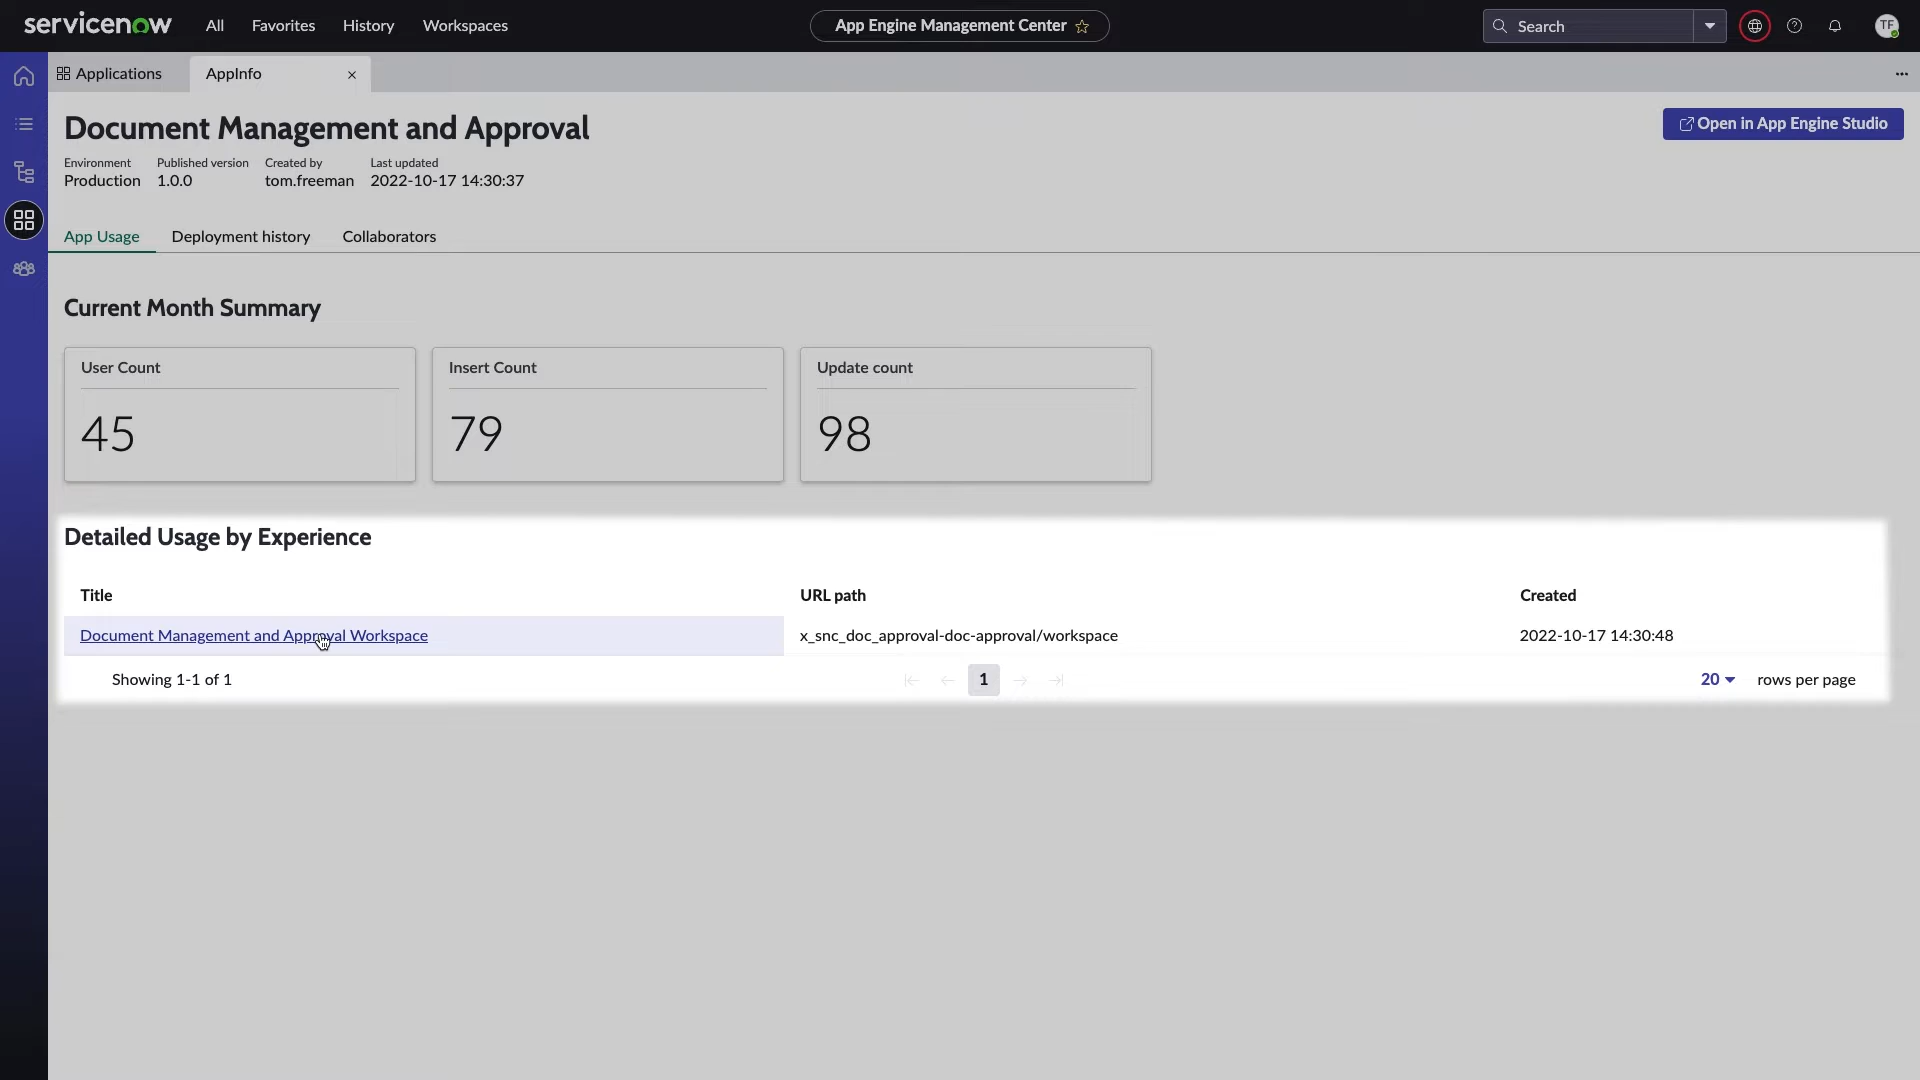 servicenow All Favorites History Workspaces App Engine Management Center Search TF
Applications AppInfo
Document Management and Approval
Open in App Engine Studio
Environment Published version Created by Last updated
Production 1.0.0 tom.freeman 2022-10-17 14:30:37
App Usage Deployment history Collaborators
Current Month Summary
User Count Insert Count Update count
45 79 98
Detailed Usage by Experience
Title URL path Created
Document Management and Approval Workspace x_snc_doc_approval-doc-approval/workspace 2022-10-17 14:30:48
Showing 1-1 of 1 1 20 rows per page